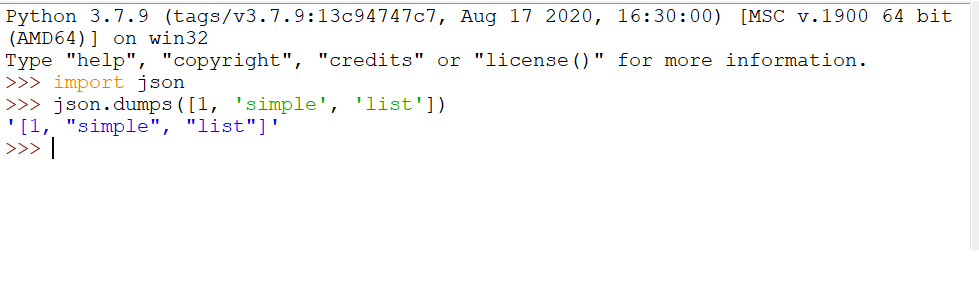 Python 3.7.9 (tags/v3.7.9:13c94747c7, Aug 17 2020, 16:30:00) [MSC v.1900 64 bit
(AMD64)] on win32
Type "help", "copyright", "credits" or "license()" for more information.
>>> import json
>>> json.dumps([1, 'simple', 'list'])
'[1, "simple", "list"]'
>>>